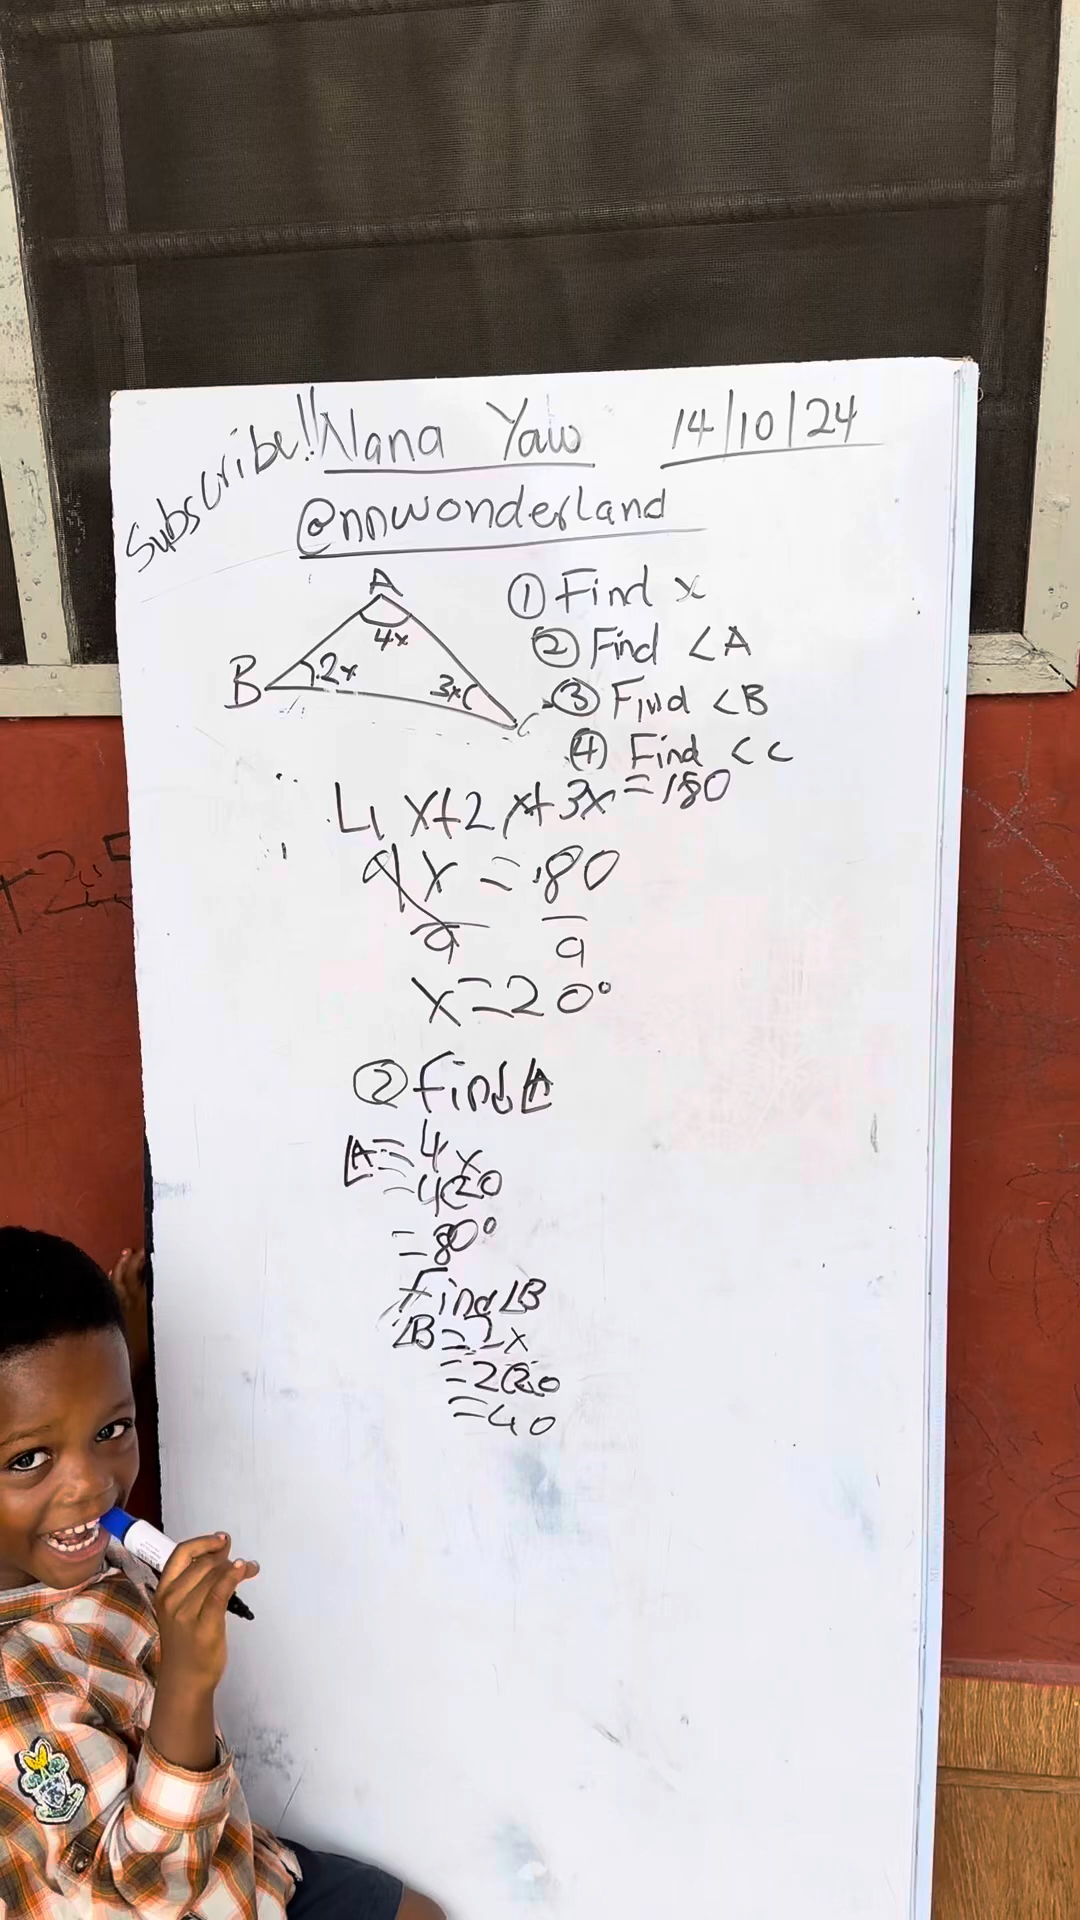 Subscribe!! Nana Yaw 14/10/24
@nnwonderland
A
4x
B 2x 3x C
① Find x
② Find <A
③ Find <B
④ Find <C
4x+2x+3x=180
9x = 180
9 9
x=20°
② find ∠A
∠A=4x
=4(20
=80°
find ∠B
∠B=2x
=2(20
=40